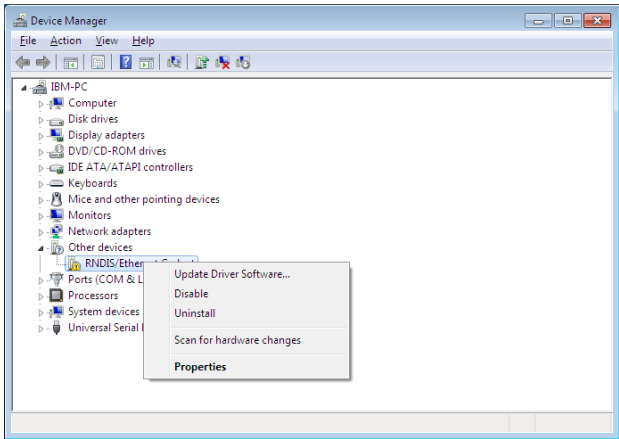 Device Manager
File Action View Help
IBM-PC
Computer
Disk drives
Display adapters
DVD/CD-ROM drives
IDE ATA/ATAPI controllers
Keyboards
Mice and other pointing devices
Monitors
Network adapters
Other devices
RNDIS/Ether
Ports (COM & L
Processors
System devices
Universal Serial
Update Driver Software...
Disable
Uninstall
Scan for hardware changes
Properties